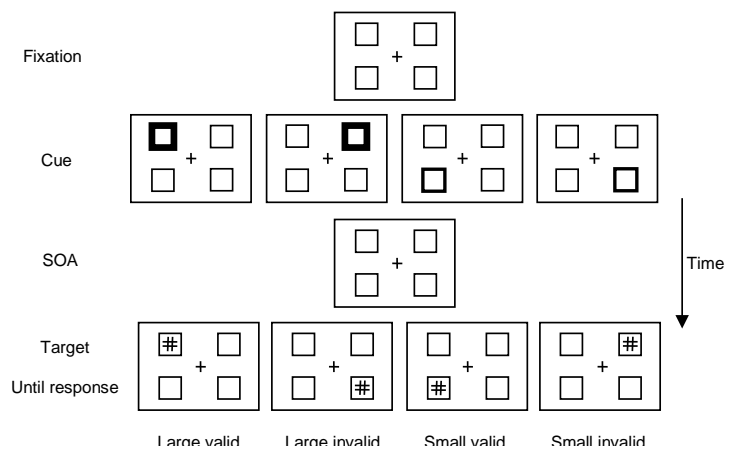 Fixation
+
Cue
+ + + +
SOA
+
Time
Target
# # # #
+ + + +
Until response
Large valid Large invalid Small valid Small invalid